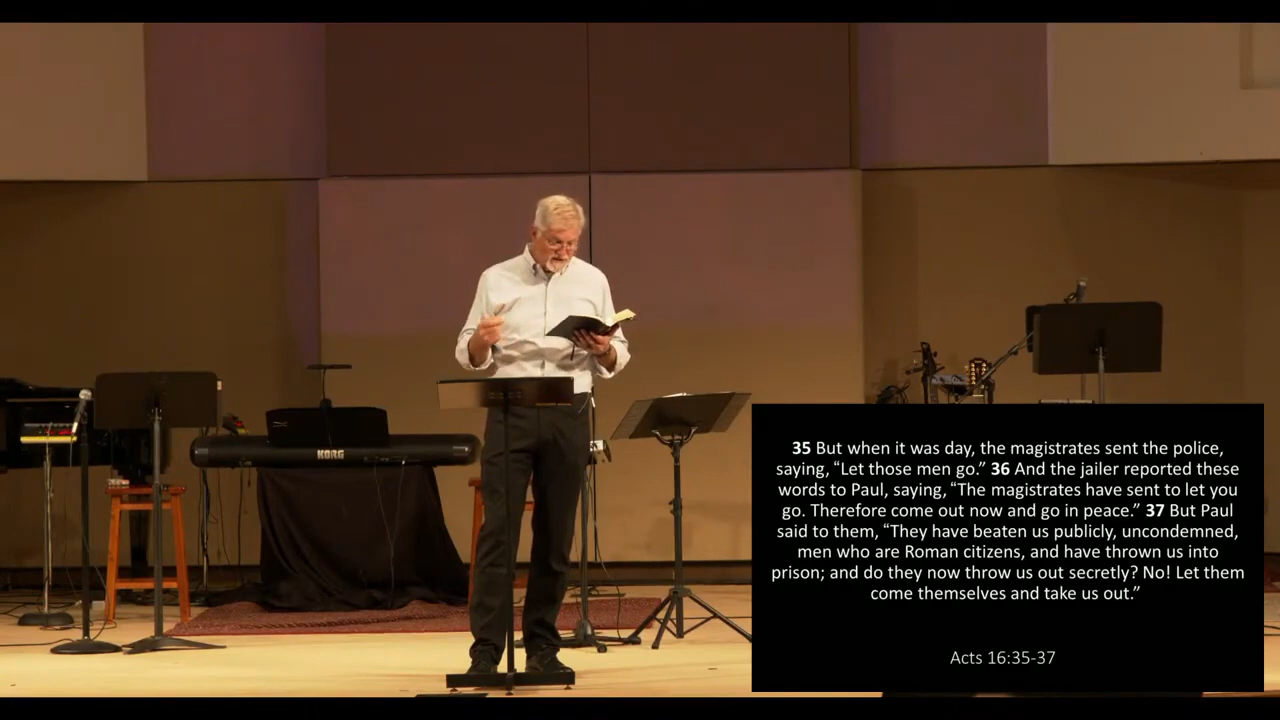 KORG
35 But when it was day, the magistrates sent the police,
saying, “Let those men go.” 36 And the jailer reported these
words to Paul, saying, “The magistrates have sent to let you
go. Therefore come out now and go in peace.” 37 But Paul
said to them, “They have beaten us publicly, uncondemned,
men who are Roman citizens, and have thrown us into
prison; and do they now throw us out secretly? No! Let them
come themselves and take us out.”
Acts 16:35-37